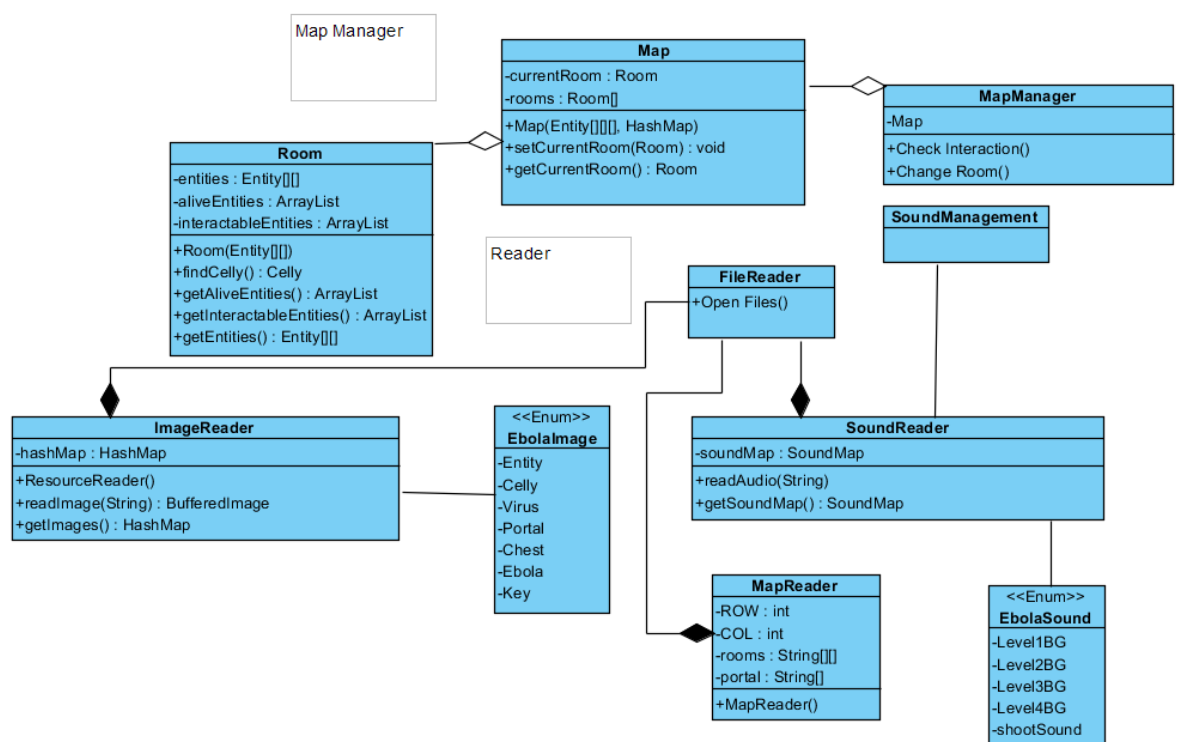 Map Manager
Map
-currentRoom : Room
-rooms : Room[]
+Map(Entity[][][], HashMap)
+setCurrentRoom(Room) : void
+getCurrentRoom() : Room
MapManager
-Map
+Check Interaction()
+Change Room()
Room
-entities : Entity[][]
-aliveEntities : ArrayList
-interactableEntities : ArrayList
+Room(Entity[][])
+findCelly() : Celly
+getAliveEntities() : ArrayList
+getInteractableEntities() : ArrayList
+getEntities() : Entity[][]
SoundManagement
Reader
FileReader
+Open Files()
ImageReader
-hashMap : HashMap
+ResourceReader()
+readImage(String) : BufferedImage
+getImages() : HashMap
<<Enum>>
EbolaImage
-Entity
-Celly
-Virus
-Portal
-Chest
-Ebola
-Key
SoundReader
-soundMap : SoundMap
+readAudio(String)
+getSoundMap() : SoundMap
MapReader
-ROW : int
-COL : int
-rooms : String[][]
-portal : String[]
+MapReader()
<<Enum>>
EbolaSound
-Level1BG
-Level2BG
-Level3BG
-Level4BG
-shootSound